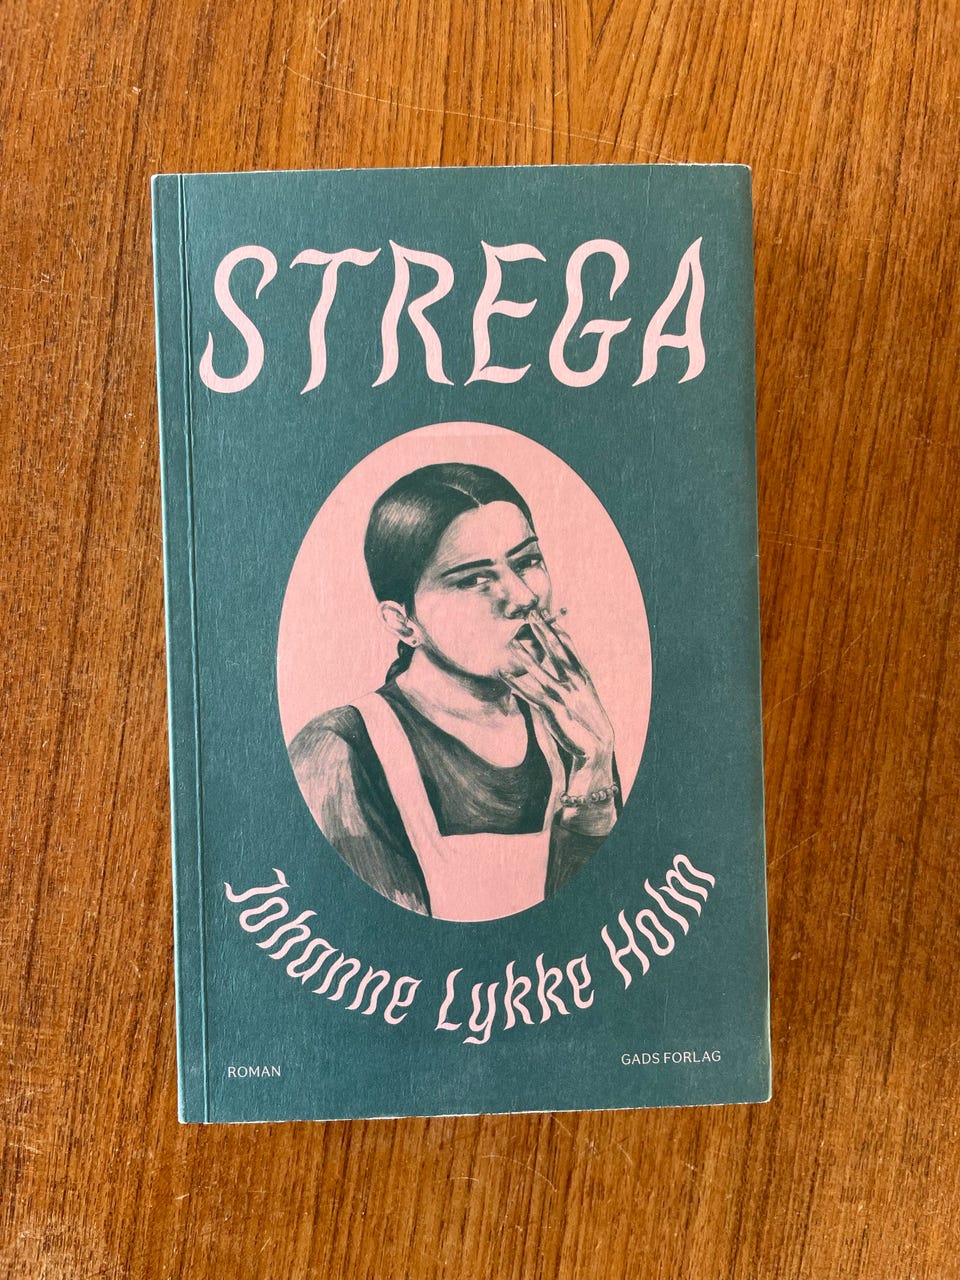 STREGA
Johanne Lykke Holm
ROMAN
GADS FORLAG